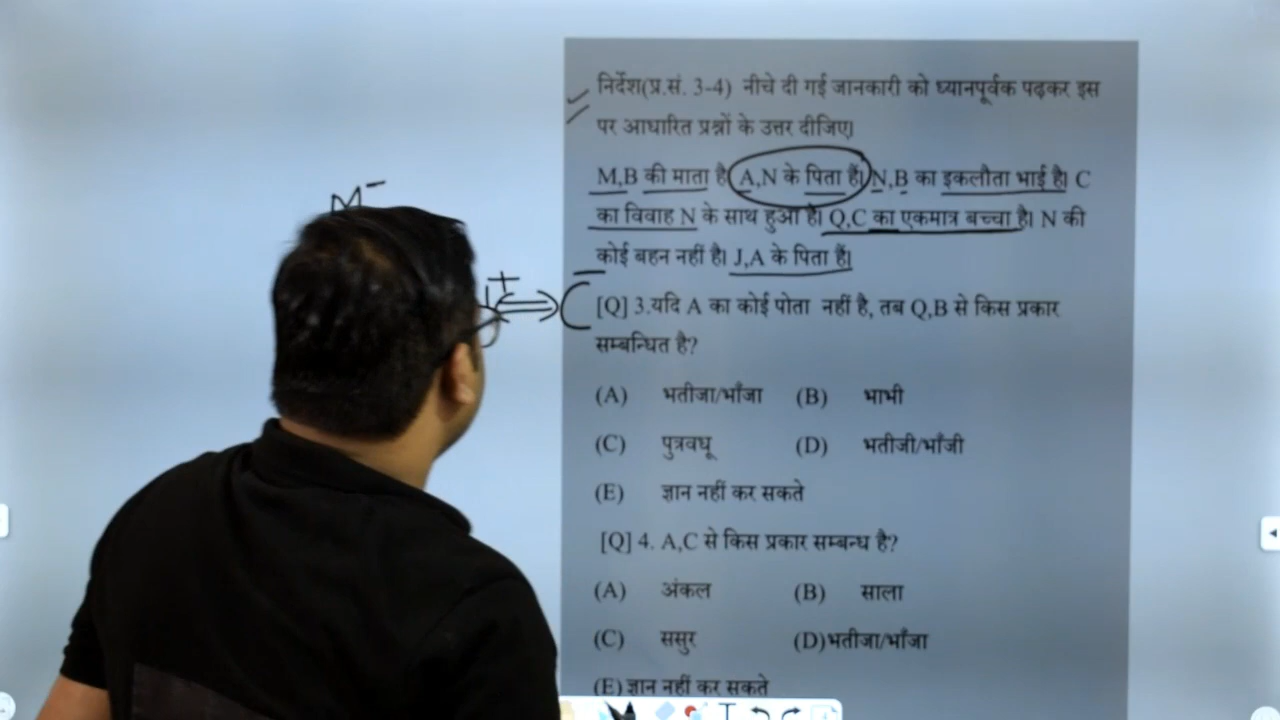 निर्देश(प्र.सं. 3-4) नीचे दी गई जानकारी को ध्यानपूर्वक पढ़कर इस
पर आधारित प्रश्नों के उत्तर दीजिए।
M,B की माता है A,N के पिता हैं। N,B का इकलौता भाई है। C
का विवाह N के साथ हुआ है। Q,C का एकमात्र बच्चा है। N की
कोई बहन नहीं है। J,A के पिता हैं।
[Q] 3.यदि A का कोई पोता नहीं है, तब Q,B से किस प्रकार
सम्बन्धित है?
(A) भतीजा/भाँजा (B) भाभी
(C) पुत्रवधू (D) भतीजी/भाँजी
(E) ज्ञान नहीं कर सकते
[Q] 4. A,C से किस प्रकार सम्बन्ध है?
(A) अंकल (B) साला
(C) ससुर (D)भतीजा/भाँजा
(E) ज्ञान नहीं कर सकते
M -
+ ⇔ C -